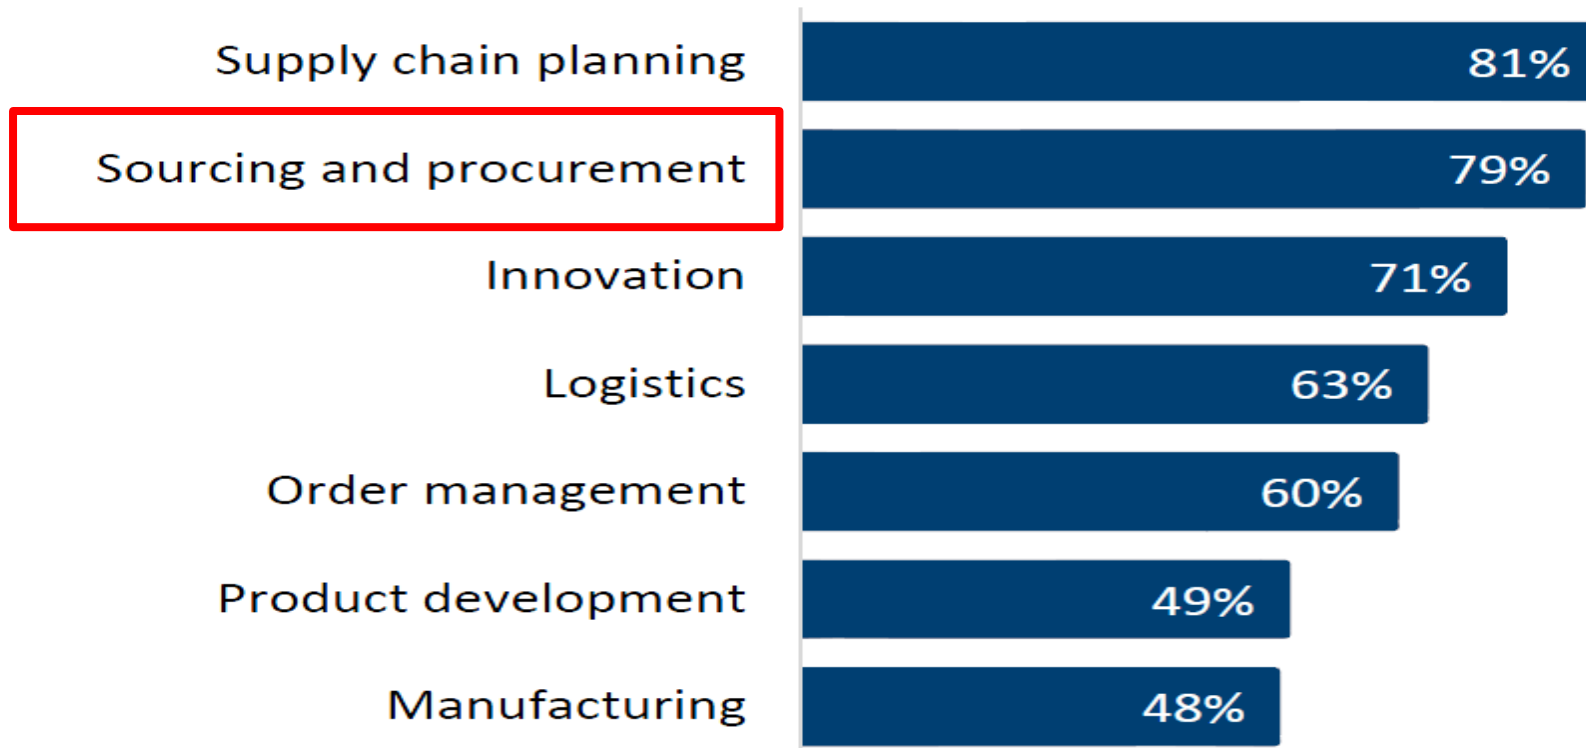 Supply chain planning 81%
Sourcing and procurement 79%
Innovation 71%
Logistics 63%
Order management 60%
Product development 49%
Manufacturing 48%